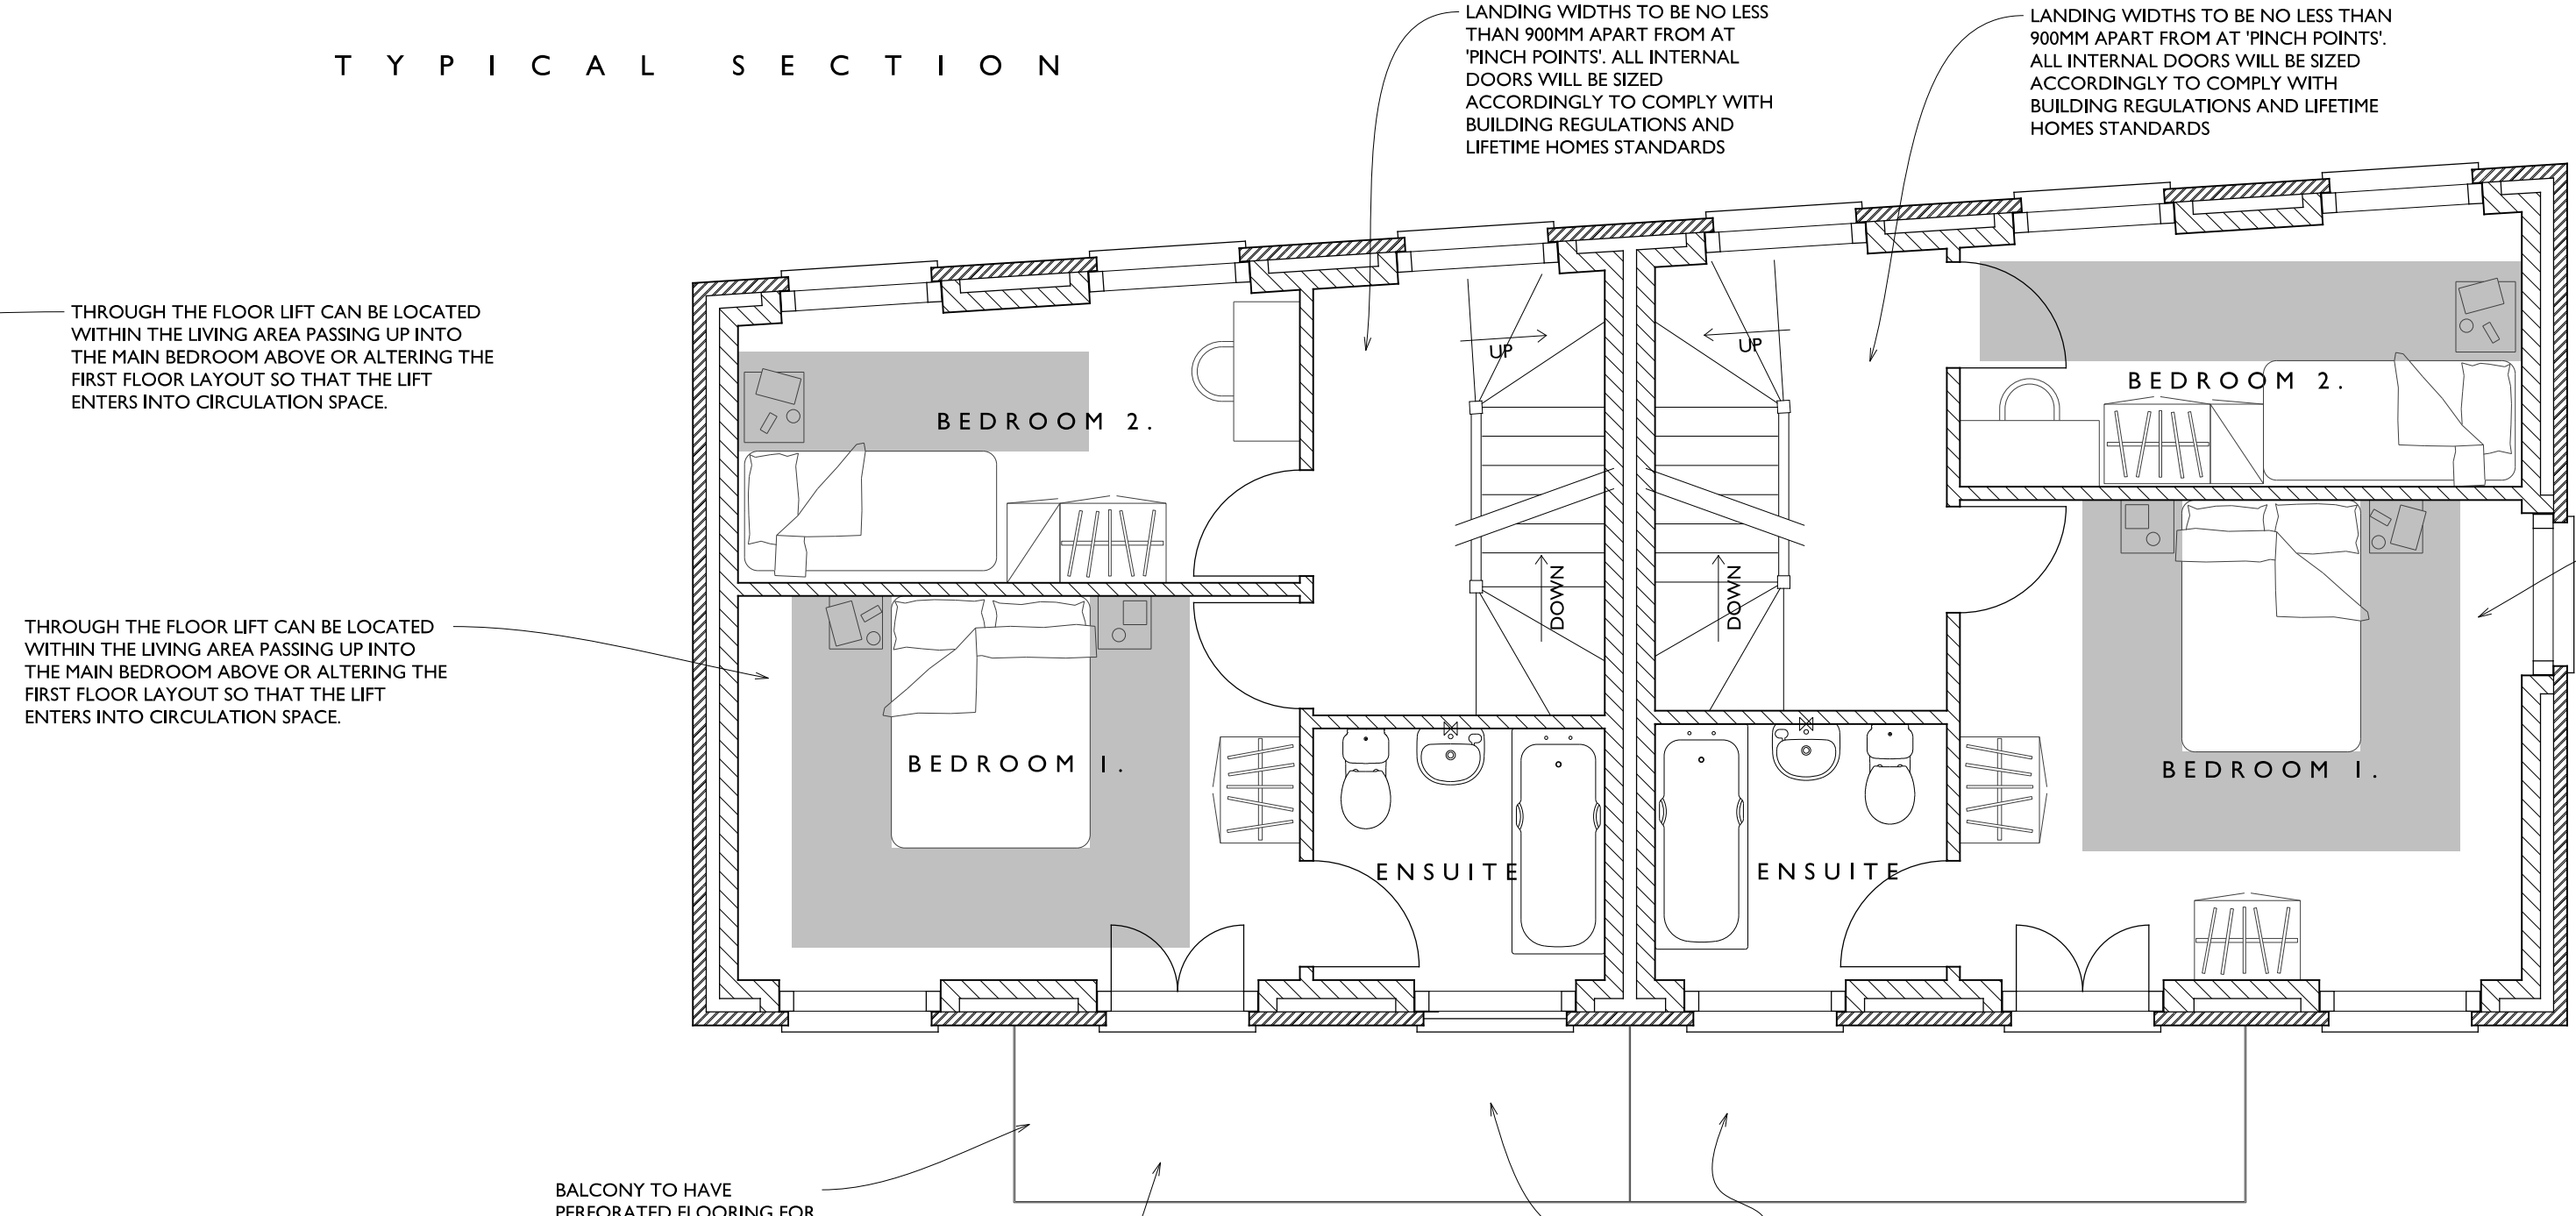 TYPICAL SECTION
LANDING WIDTHS TO BE NO LESS
THAN 900MM APART FROM AT
'PINCH POINTS'. ALL INTERNAL
DOORS WILL BE SIZED
ACCORDINGLY TO COMPLY WITH
BUILDING REGULATIONS AND
LIFETIME HOMES STANDARDS
LANDING WIDTHS TO BE NO LESS THAN
900MM APART FROM AT 'PINCH POINTS'.
ALL INTERNAL DOORS WILL BE SIZED
ACCORDINGLY TO COMPLY WITH
BUILDING REGULATIONS AND LIFETIME
HOMES STANDARDS
THROUGH THE FLOOR LIFT CAN BE LOCATED
WITHIN THE LIVING AREA PASSING UP INTO
THE MAIN BEDROOM ABOVE OR ALTERING THE
FIRST FLOOR LAYOUT SO THAT THE LIFT
ENTERS INTO CIRCULATION SPACE.
UP
UP
BEDROOM 2.
BEDROOM 2.
DOWN
DOWN
THROUGH THE FLOOR LIFT CAN BE LOCATED
WITHIN THE LIVING AREA PASSING UP INTO
THE MAIN BEDROOM ABOVE OR ALTERING THE
FIRST FLOOR LAYOUT SO THAT THE LIFT
ENTERS INTO CIRCULATION SPACE.
BEDROOM 1.
BEDROOM 1.
ENSUITE
ENSUITE
BALCONY TO HAVE
PERFORATED FLOORING FOR